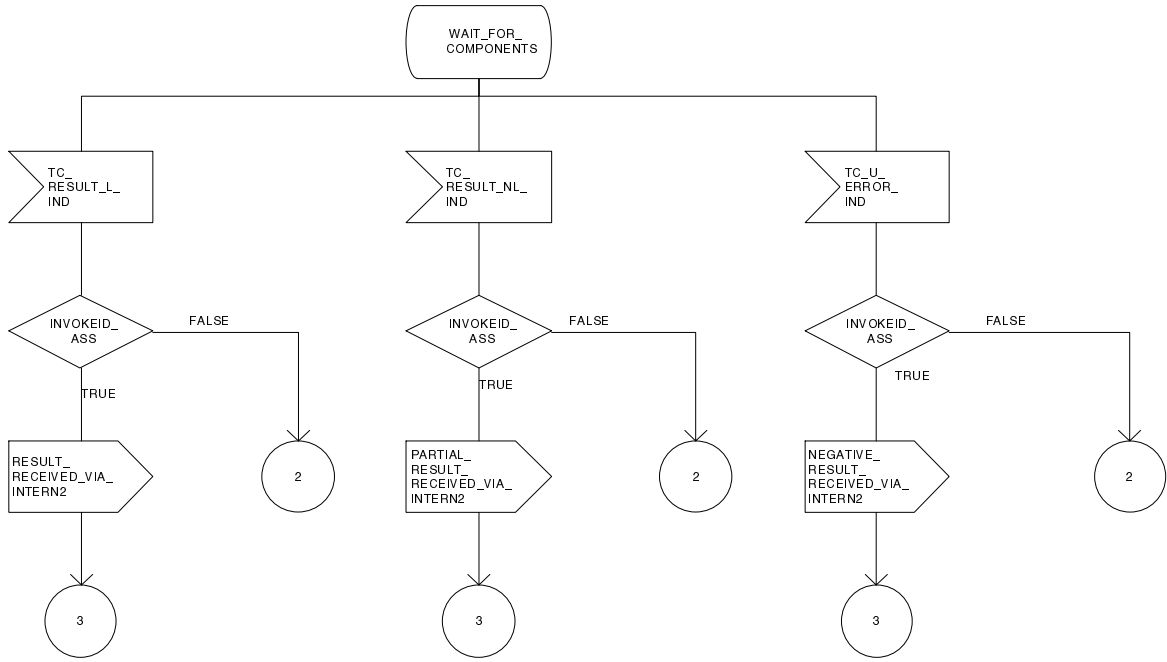 WAIT_FOR_
COMPONENTS
TC_
RESULT_L_
IND
TC_
RESULT_NL_
IND
TC_U_
ERROR_
IND
INVOKEID_
ASS
FALSE
TRUE
INVOKEID_
ASS
FALSE
TRUE
INVOKEID_
ASS
FALSE
TRUE
RESULT_
RECEIVED_VIA_
INTERN2
2
PARTIAL_
RESULT_
RECEIVED_VIA_
INTERN2
2
NEGATIVE_
RESULT_
RECEIVED_VIA_
INTERN2
2
3
3
3